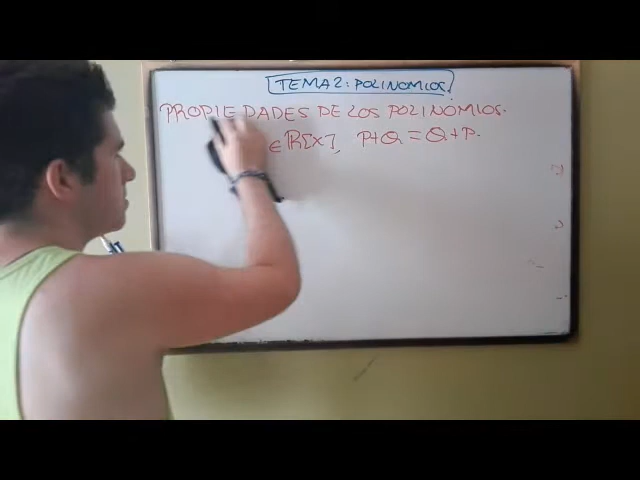 TEMA 2: POLINOMIOS.
PROPIEDADES DE LOS POLINOMIOS.
∈ R[X], P+Q = Q+P.